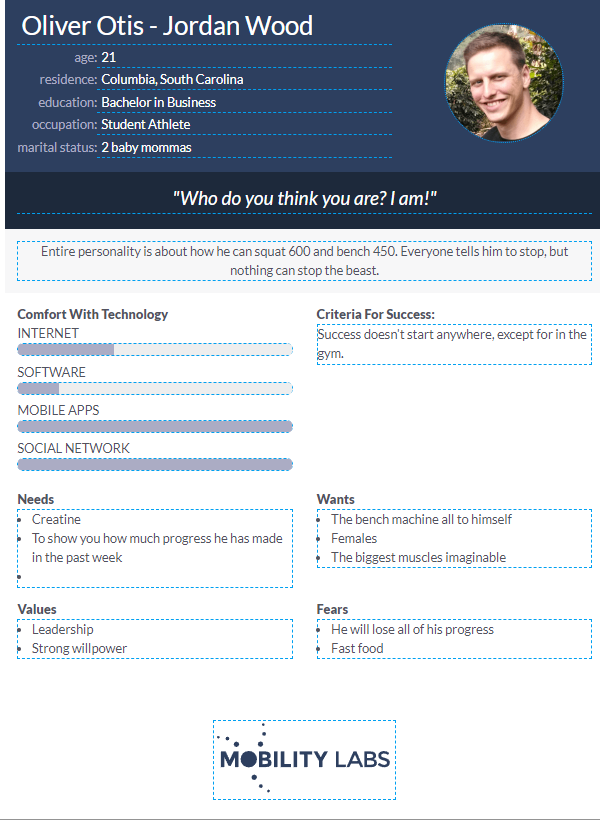 Oliver Otis - Jordan Wood
age: 21
residence: Columbia, South Carolina
education: Bachelor in Business
occupation: Student Athlete
marital status: 2 baby mommas
"Who do you think you are? I am!"
Entire personality is about how he can squat 600 and bench 450. Everyone tells him to stop, but
nothing can stop the beast.
Comfort With Technology
INTERNET
SOFTWARE
MOBILE APPS
SOCIAL NETWORK
Criteria For Success:
Success doesn't start anywhere, except for in the
gym.
Needs
• Creatine
• To show you how much progress he has made
in the past week
•
Wants
• The bench machine all to himself
• Females
• The biggest muscles imaginable
Values
• Leadership
• Strong willpower
Fears
• He will lose all of his progress
• Fast food
MOBILITY LABS